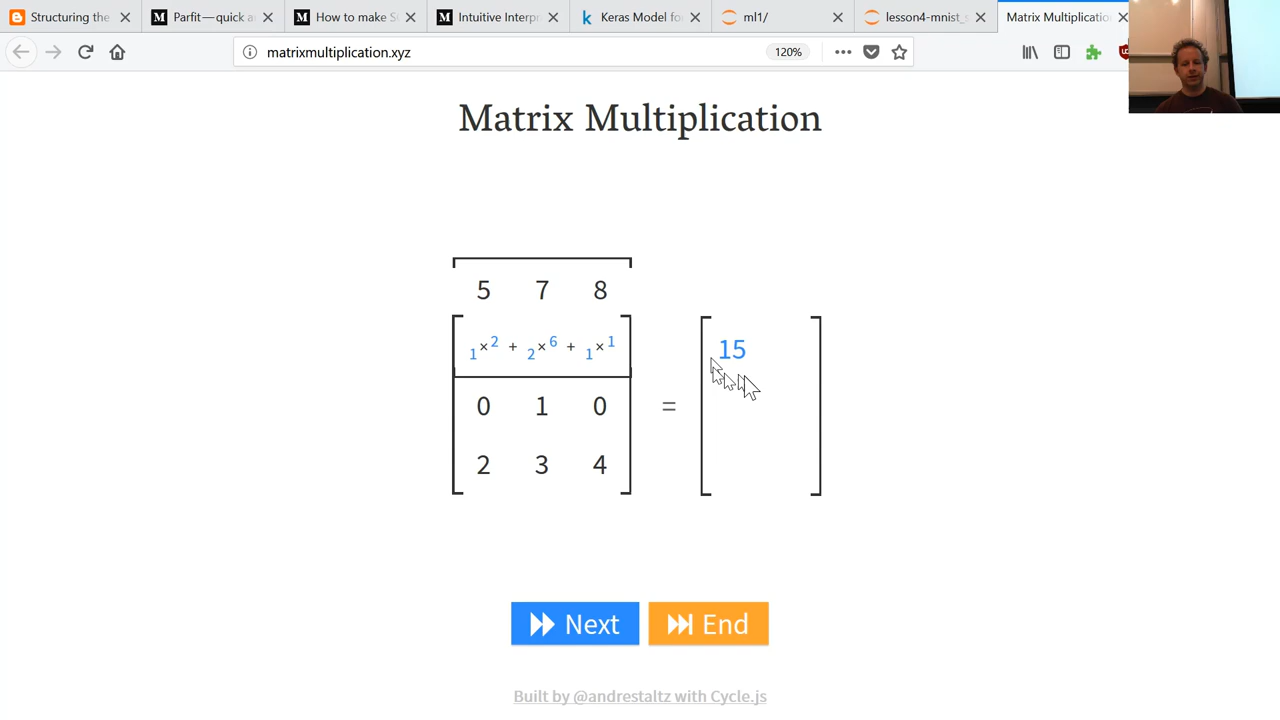 Structuring the
Parfit — quick a
How to make S
Intuitive Interp
Keras Model fo
ml1/
lesson4-mnist_s
Matrix Multiplication
matrixmultiplication.xyz
120%
Matrix Multiplication
5 7 8
1 × 2 + 2 × 6 + 1 × 1
15
0 1 0
=
2 3 4
Next
End
Built by @andrestaltz with Cycle.js